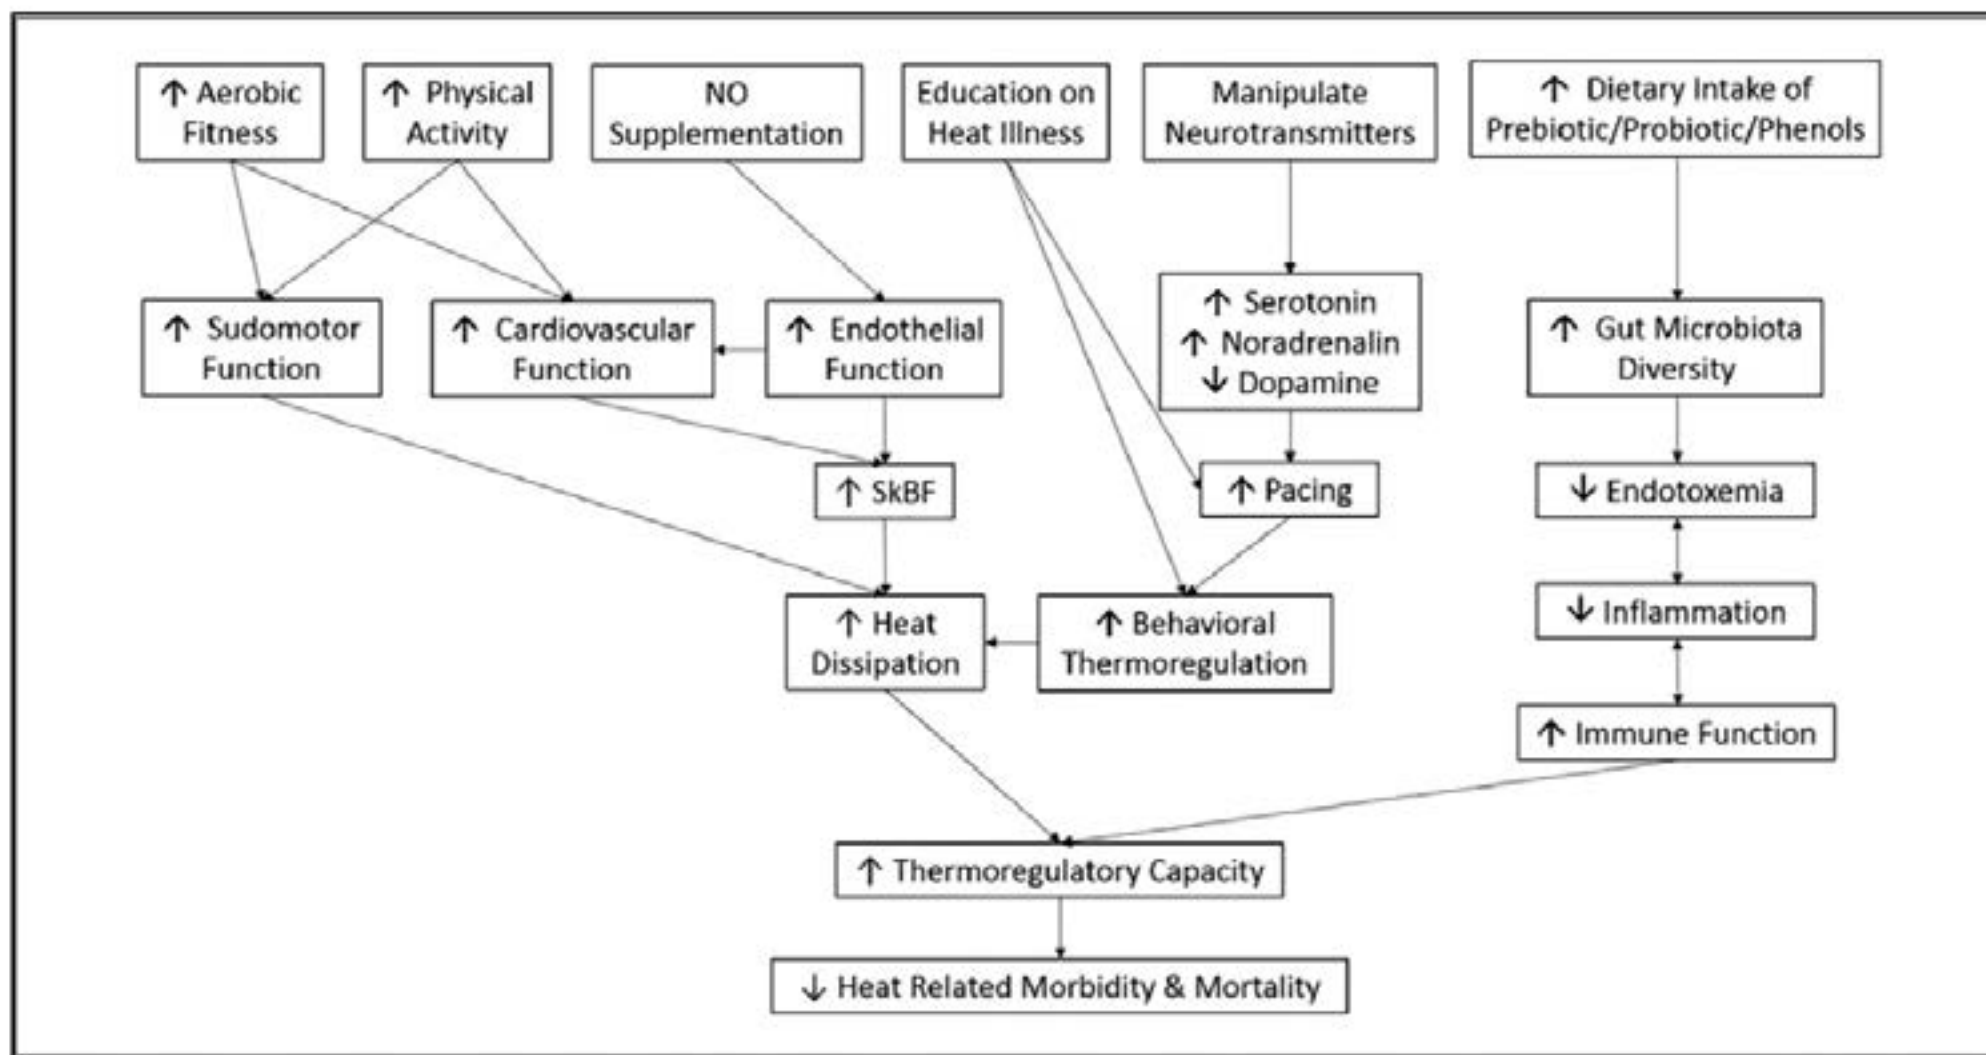 ↑ Aerobic
Fitness
↑ Physical
Activity
NO
Supplementation
Education on
Heat Illness
Manipulate
Neurotransmitters
↑ Dietary Intake of
Prebiotic/Probiotic/Phenols
↑ Sudomotor
Function
↑ Cardiovascular
Function
↑ Endothelial
Function
↑ Serotonin
↑ Noradrenalin
↓ Dopamine
↑ Gut Microbiota
Diversity
↑ SkBF
↑ Pacing
↓ Endotoxemia
↑ Heat
Dissipation
↑ Behavioral
Thermoregulation
↓ Inflammation
↑ Immune Function
↑ Thermoregulatory Capacity
↓ Heat Related Morbidity & Mortality